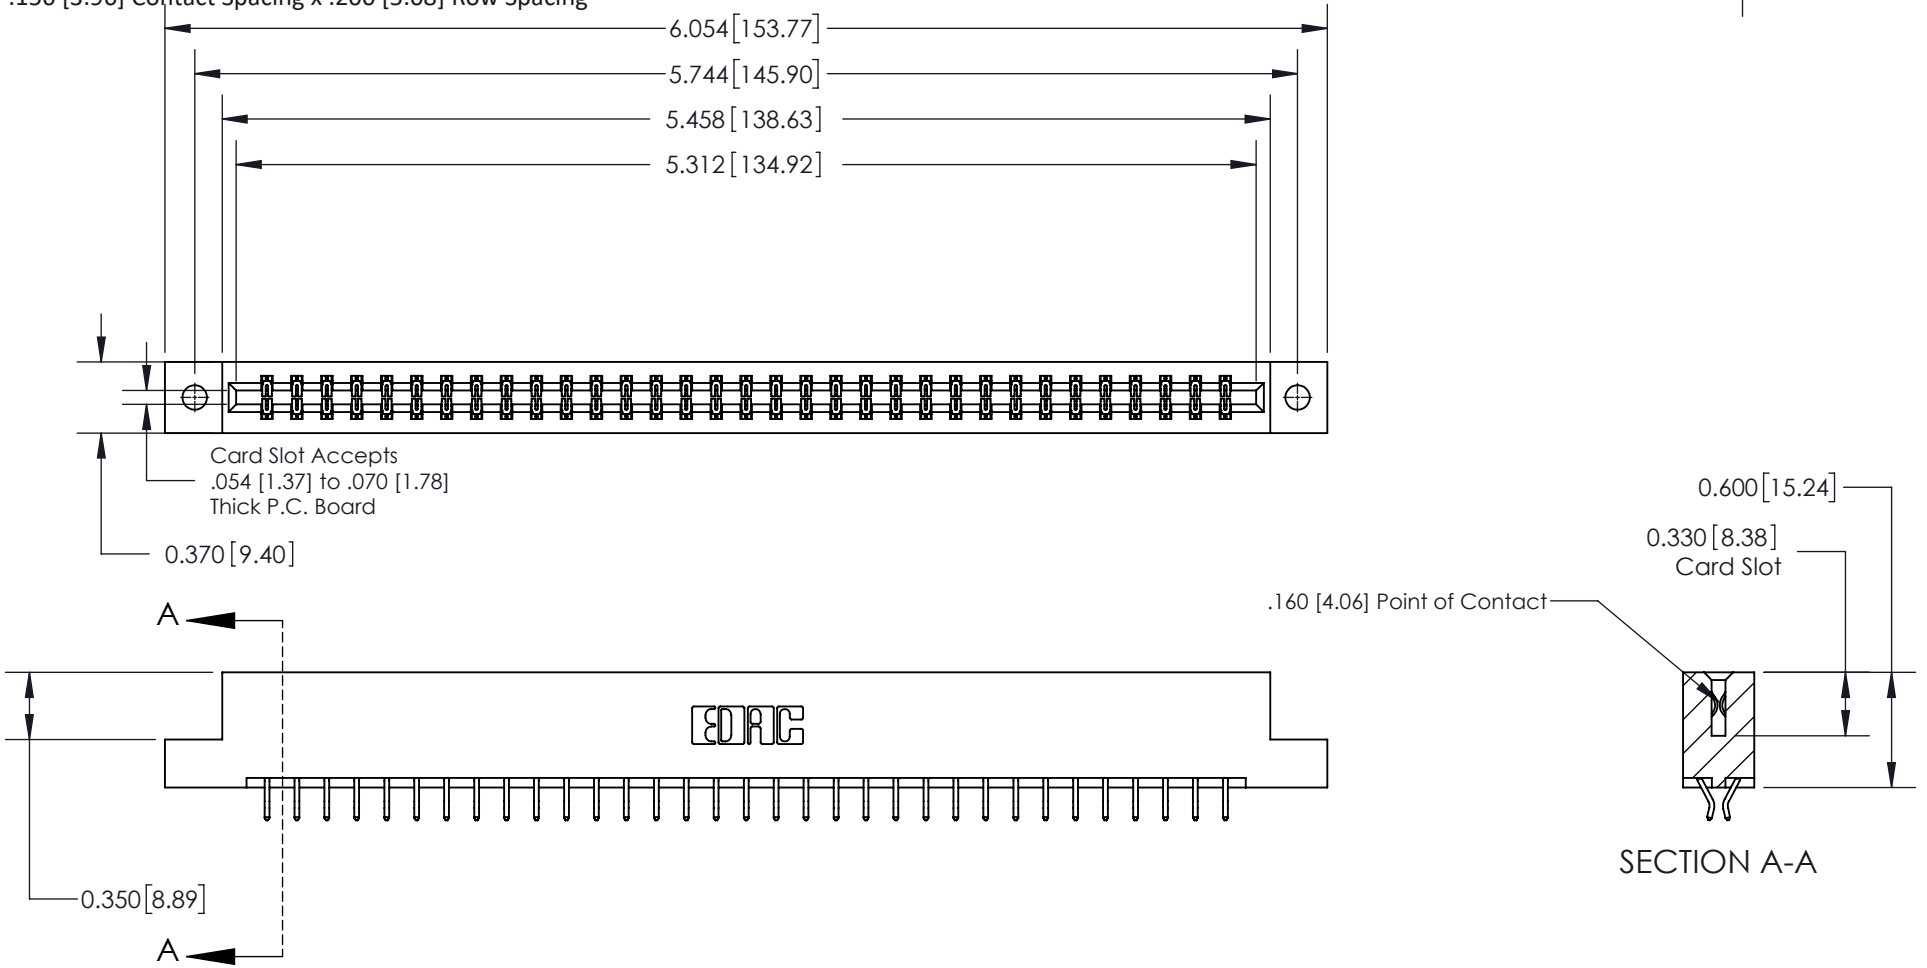 .156 [3.96] Contact Spacing x .200 [5.08] Row Spacing
6.054[153.77]
5.744[145.90]
5.458[138.63]
5.312[134.92]
Card Slot Accepts
.054 [1.37] to .070 [1.78]
Thick P.C. Board
0.370[9.40]
0.600[15.24]
0.330[8.38]
Card Slot
.160 [4.06] Point of Contact
A
EDAC
SECTION A-A
0.350[8.89]
A